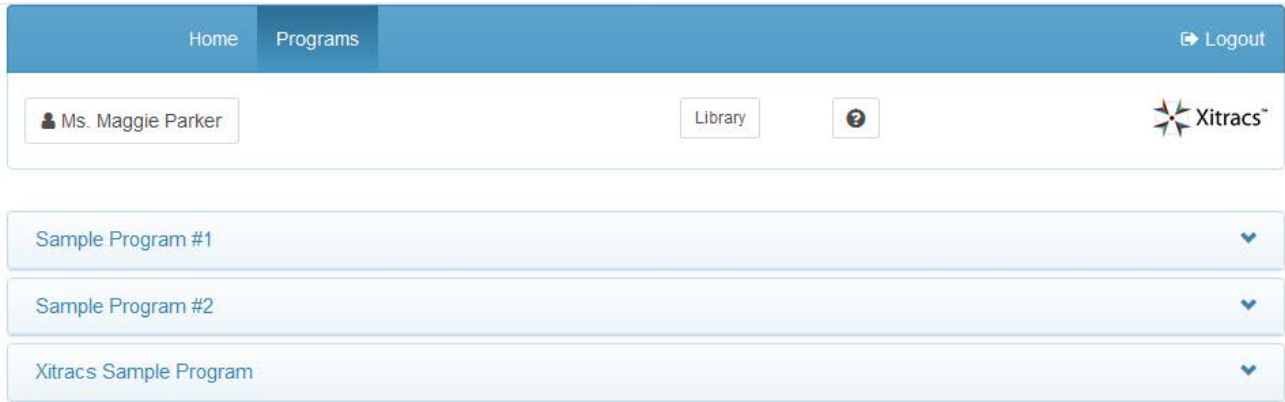 Home Programs Logout
Ms. Maggie Parker Library Xitracs™
Sample Program #1
Sample Program #2
Xitracs Sample Program